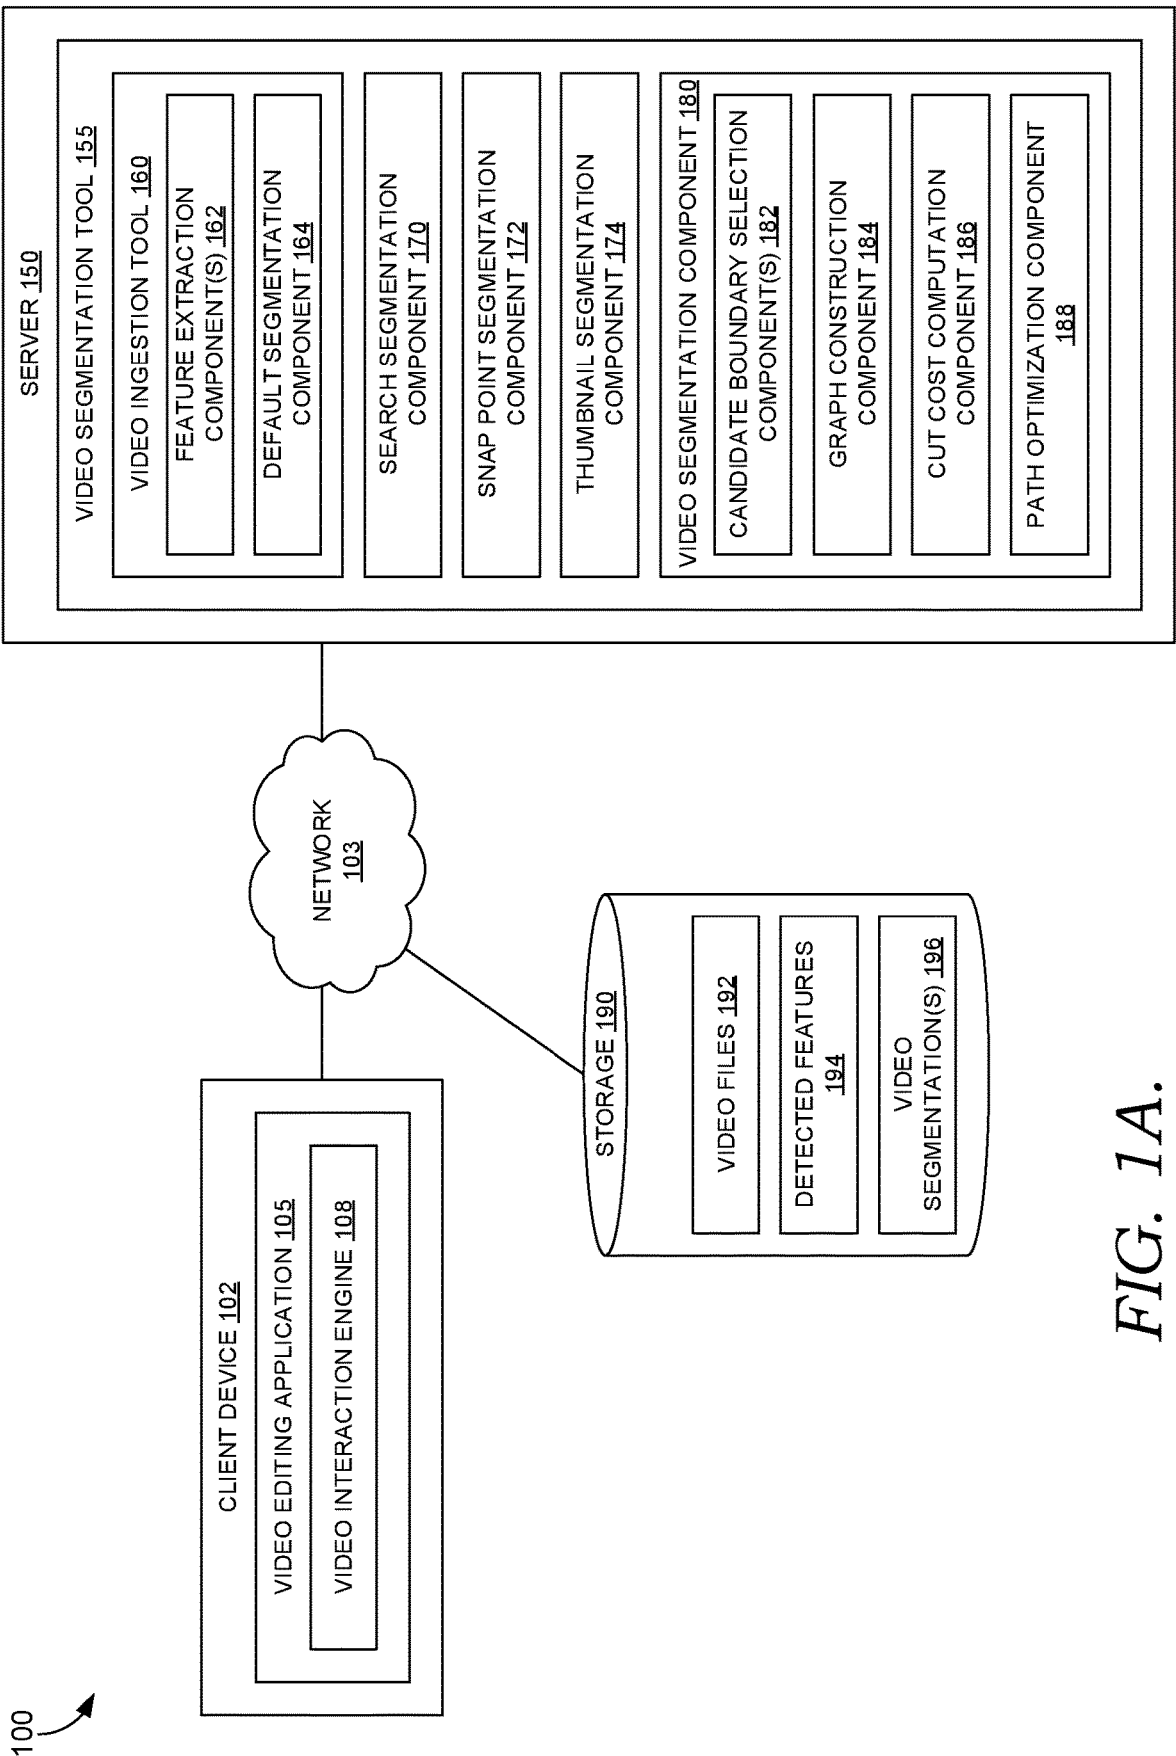 100
CLIENT DEVICE 102
VIDEO EDITING APPLICATION 105
VIDEO INTERACTION ENGINE 108
NETWORK
103
STORAGE 190
VIDEO FILES 192
DETECTED FEATURES
194
VIDEO
SEGMENTATION(S) 196
SERVER 150
VIDEO SEGMENTATION TOOL 155
VIDEO INGESTION TOOL 160
FEATURE EXTRACTION
COMPONENT(S) 162
DEFAULT SEGMENTATION
COMPONENT 164
SEARCH SEGMENTATION
COMPONENT 170
SNAP POINT SEGMENTATION
COMPONENT 172
THUMBNAIL SEGMENTATION
COMPONENT 174
VIDEO SEGMENTATION COMPONENT 180
CANDIDATE BOUNDARY SELECTION
COMPONENT(S) 182
GRAPH CONSTRUCTION
COMPONENT 184
CUT COST COMPUTATION
COMPONENT 186
PATH OPTIMIZATION COMPONENT
188
FIG. 1A.